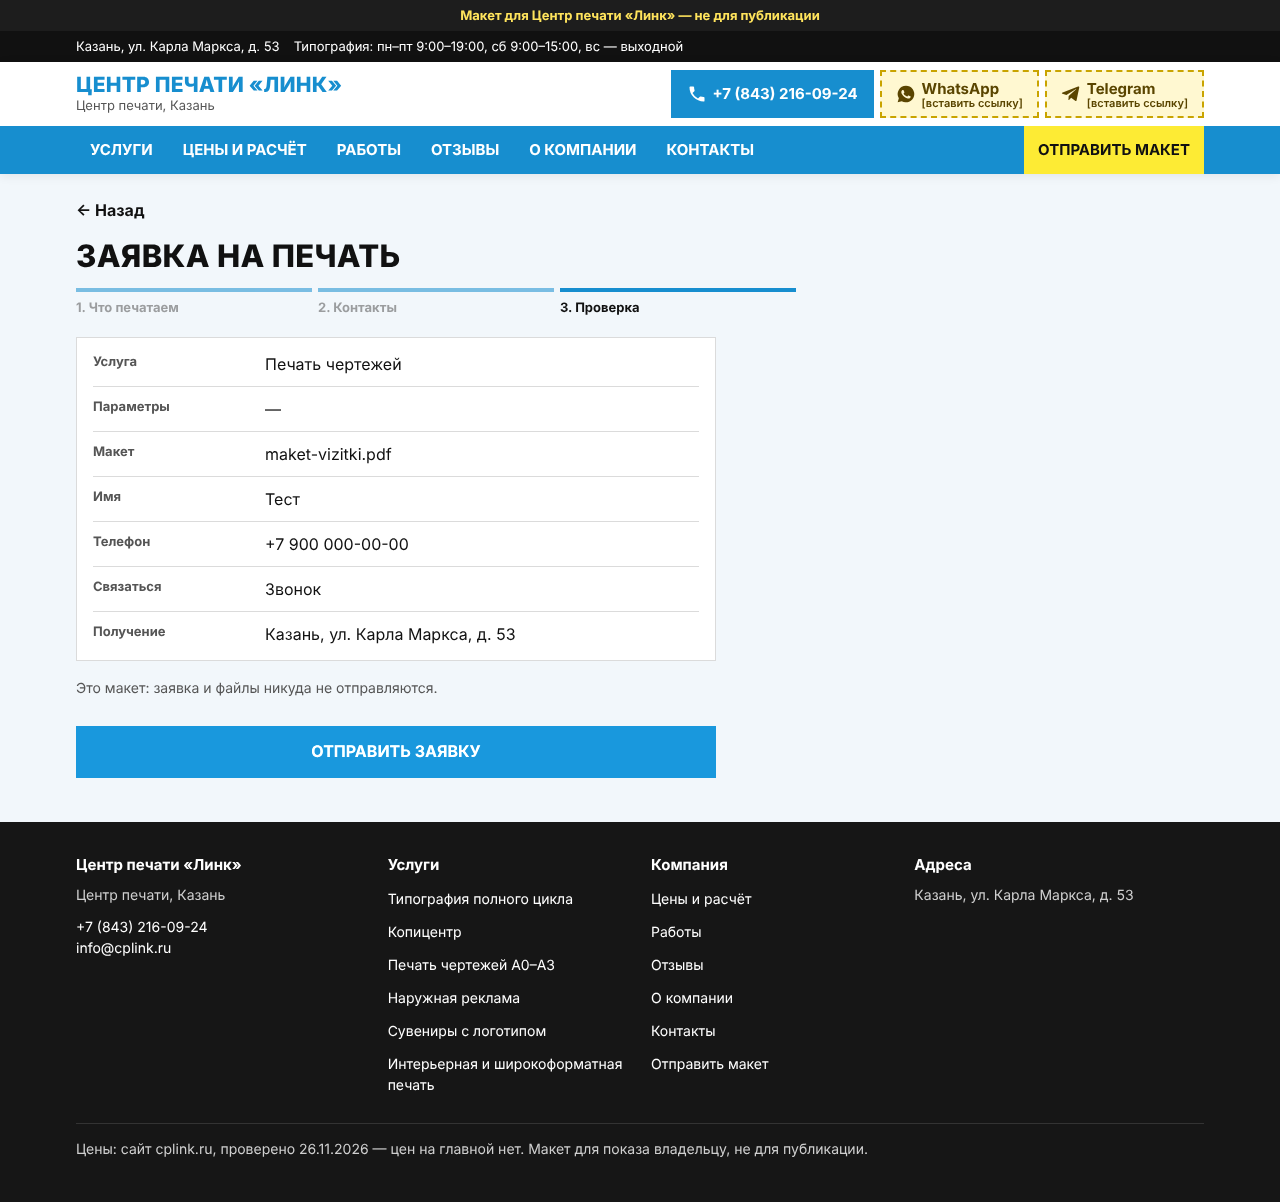 Макет для Центр печати «Линк» — не для публикации
Казань, ул. Карла Маркса, д. 53 Типография: пн–пт 9:00–19:00, сб 9:00–15:00, вс — выходной
ЦЕНТР ПЕЧАТИ «ЛИНК»
Центр печати, Казань
+7 (843) 216-09-24
WhatsApp
[вставить ссылку]
Telegram
[вставить ссылку]
УСЛУГИ ЦЕНЫ И РАСЧЁТ РАБОТЫ ОТЗЫВЫ О КОМПАНИИ КОНТАКТЫ ОТПРАВИТЬ МАКЕТ
← Назад
ЗАЯВКА НА ПЕЧАТЬ
1. Что печатаем 2. Контакты 3. Проверка
Услуга Печать чертежей
Параметры —
Макет maket-vizitki.pdf
Имя Тест
Телефон +7 900 000-00-00
Связаться Звонок
Получение Казань, ул. Карла Маркса, д. 53
Это макет: заявка и файлы никуда не отправляются.
ОТПРАВИТЬ ЗАЯВКУ
Центр печати «Линк»
Центр печати, Казань
+7 (843) 216-09-24
info@cplink.ru
Услуги
Типография полного цикла
Копицентр
Печать чертежей А0–А3
Наружная реклама
Сувениры с логотипом
Интерьерная и широкоформатная
печать
Компания
Цены и расчёт
Работы
Отзывы
О компании
Контакты
Отправить макет
Адреса
Казань, ул. Карла Маркса, д. 53
Цены: сайт cplink.ru, проверено 26.11.2026 — цен на главной нет. Макет для показа владельцу, не для публикации.